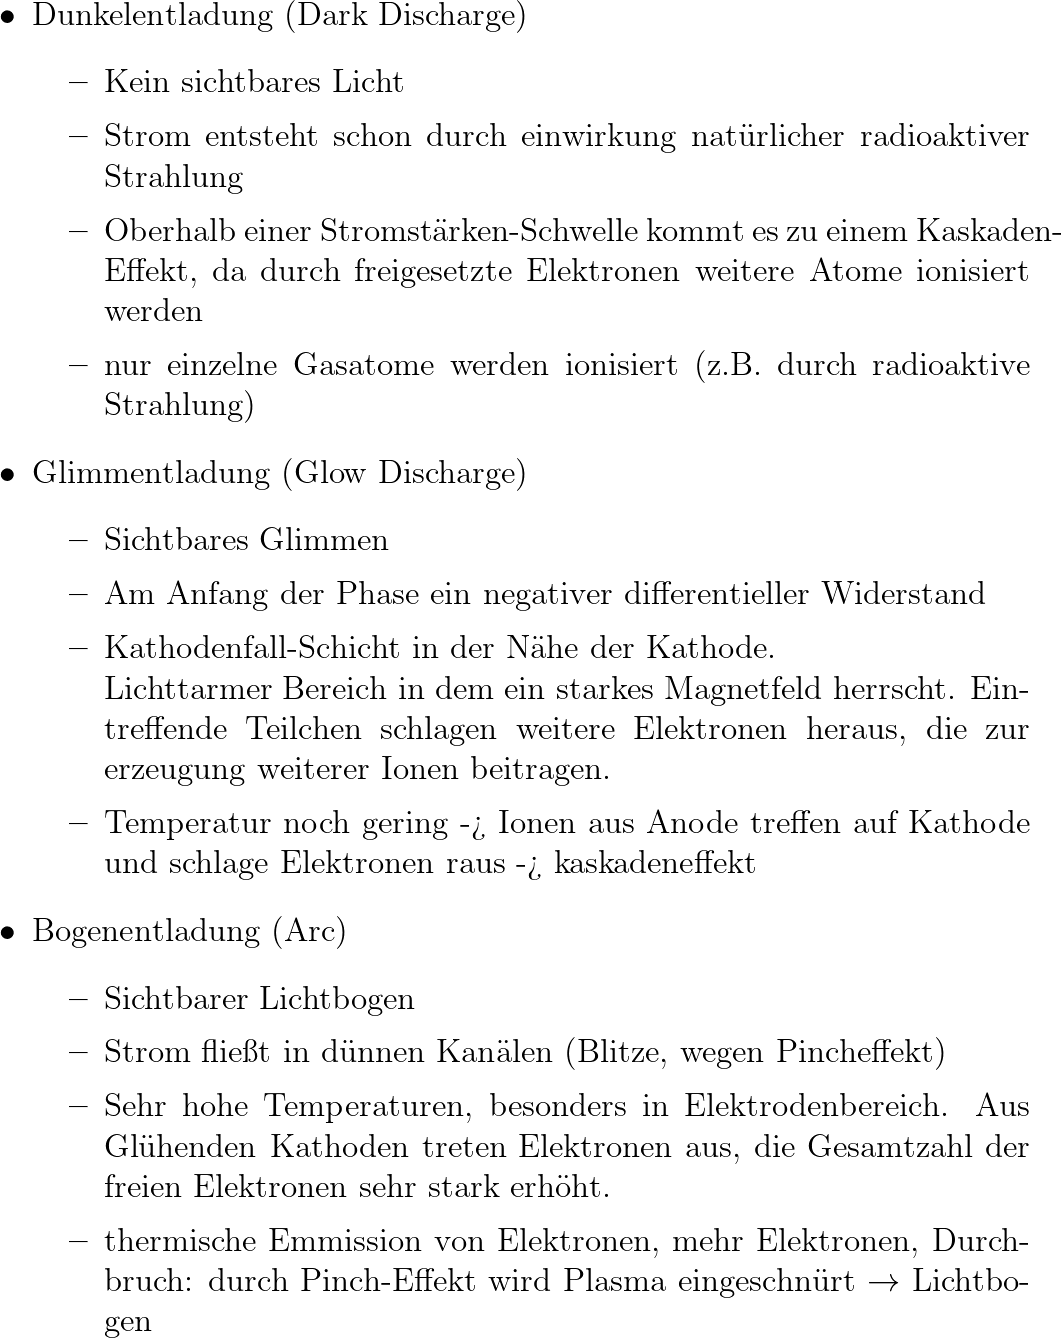 • Dunkelentladung (Dark Discharge)
– Kein sichtbares Licht
– Strom entsteht schon durch einwirkung natürlicher radioaktiver
Strahlung
– Oberhalb einer Stromstärken-Schwelle kommt es zu einem Kaskaden-
Effekt, da durch freigesetzte Elektronen weitere Atome ionisiert
werden
– nur einzelne Gasatome werden ionisiert (z.B. durch radioaktive
Strahlung)
• Glimmentladung (Glow Discharge)
– Sichtbares Glimmen
– Am Anfang der Phase ein negativer differentieller Widerstand
– Kathodenfall-Schicht in der Nähe der Kathode.
Lichttarmer Bereich in dem ein starkes Magnetfeld herrscht. Ein-
treffende Teilchen schlagen weitere Elektronen heraus, die zur
erzeugung weiterer Ionen beitragen.
– Temperatur noch gering -¿ Ionen aus Anode treffen auf Kathode
und schlage Elektronen raus -¿ kaskadeneffekt
• Bogenentladung (Arc)
– Sichtbarer Lichtbogen
– Strom fließt in dünnen Kanälen (Blitze, wegen Pincheffekt)
– Sehr hohe Temperaturen, besonders in Elektrodenbereich. Aus
Glühenden Kathoden treten Elektronen aus, die Gesamtzahl der
freien Elektronen sehr stark erhöht.
– thermische Emmission von Elektronen, mehr Elektronen, Durch-
bruch: durch Pinch-Effekt wird Plasma eingeschnürt → Lichtbo-
gen